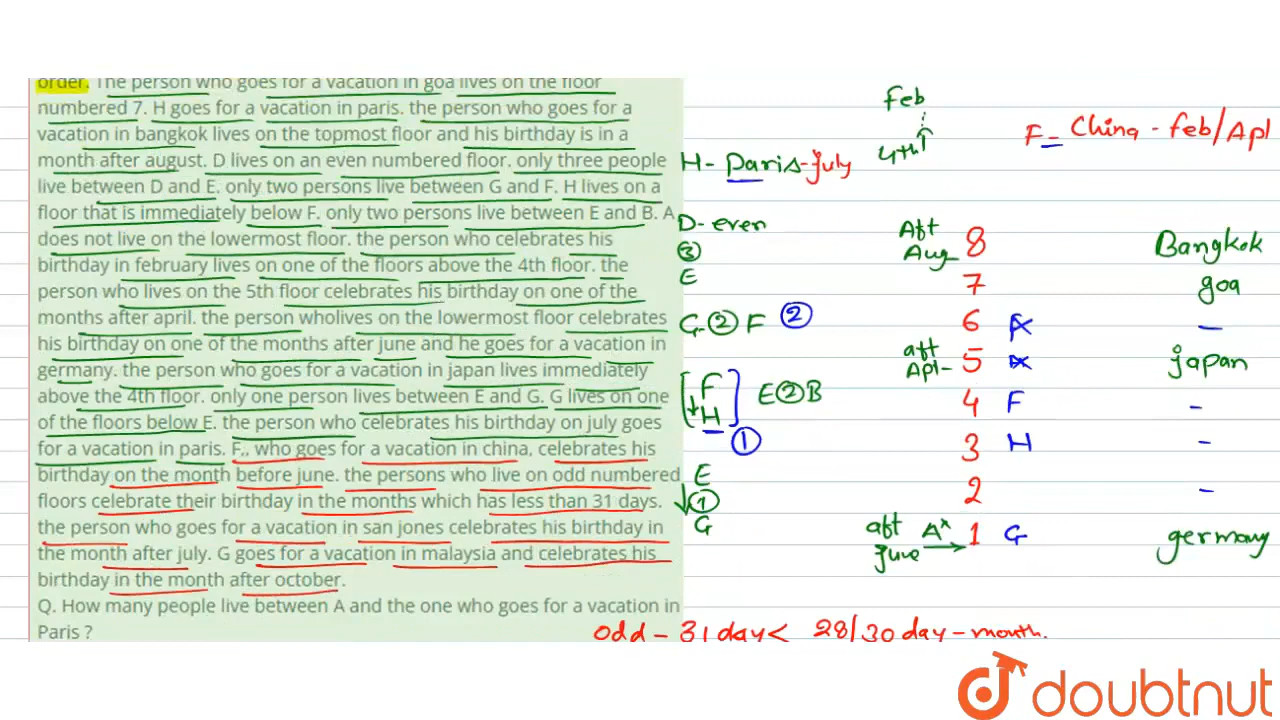 order. The person who goes for a vacation in goa lives on the floor
numbered 7. H goes for a vacation in paris. the person who goes for a
vacation in bangkok lives on the topmost floor and his birthday is in a
month after august. D lives on an even numbered floor. only three people
live between D and E. only two persons live between G and F. H lives on a
floor that is immediately below F. only two persons live between E and B. A
does not live on the lowermost floor. the person who celebrates his
birthday in february lives on one of the floors above the 4th floor. the
person who lives on the 5th floor celebrates his birthday on one of the
months after april. the person wholives on the lowermost floor celebrates
his birthday on one of the months after june and he goes for a vacation in
germany. the person who goes for a vacation in japan lives immediately
above the 4th floor. only one person lives between E and G. G lives on one
of the floors below E. the person who celebrates his birthday on july goes
for a vacation in paris. F,, who goes for a vacation in china, celebrates his
birthday on the month before june. the persons who live on odd numbered
floors celebrate their birthday in the months which has less than 31 days.
the person who goes for a vacation in san jones celebrates his birthday in
the month after july. G goes for a vacation in malaysia and celebrates his
birthday in the month after october.
Q. How many people live between A and the one who goes for a vacation in
Paris ?
Feb
4th
F - China - feb/Apl
H - Paris - July
D - even
③
E
G ② F ②
F
H
①
E ② B
E
①
G
Aft
Aug 8 Bangkok
7 goa
6 F -
aft
Apl - 5 japan
4 F -
3 H -
2 -
aft
June A x 1 G germany
Odd - 31 day < 28/30 day - month.
doubtnut